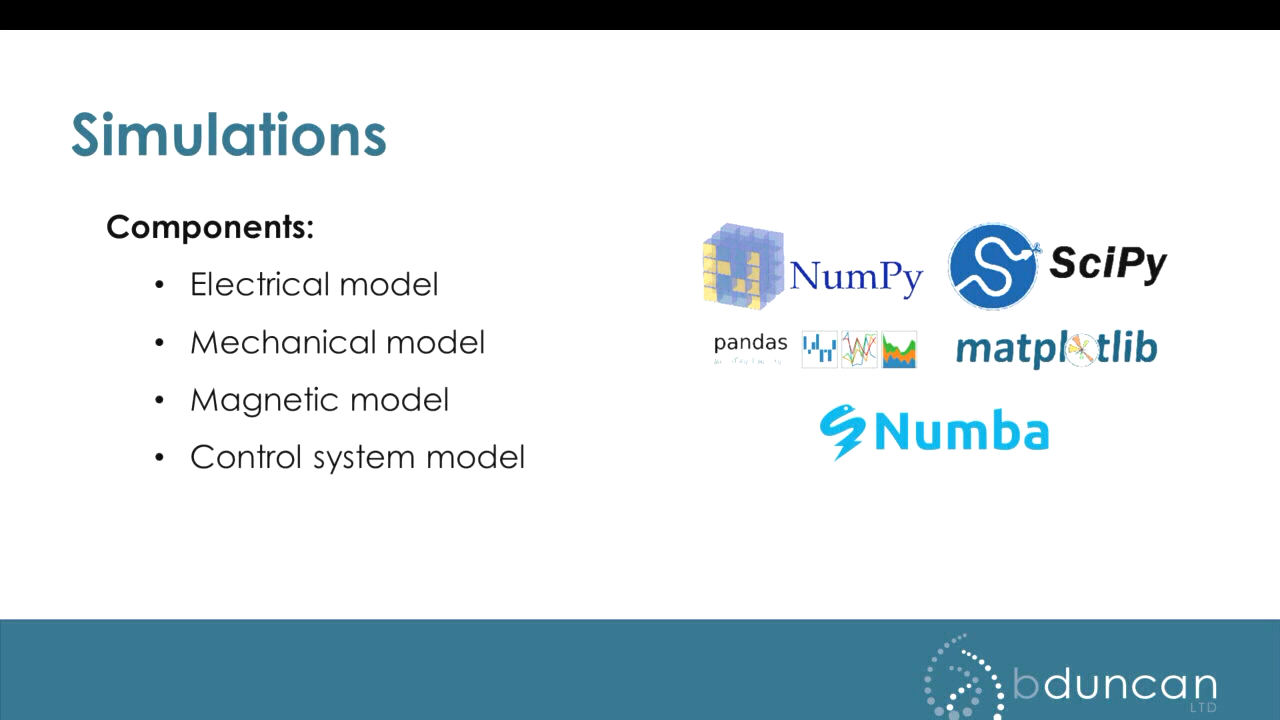 Simulations
Components:
• Electrical model
• Mechanical model
• Magnetic model
• Control system model
NumPy
SciPy
pandas
matplotlib
Numba
bduncan
LTD